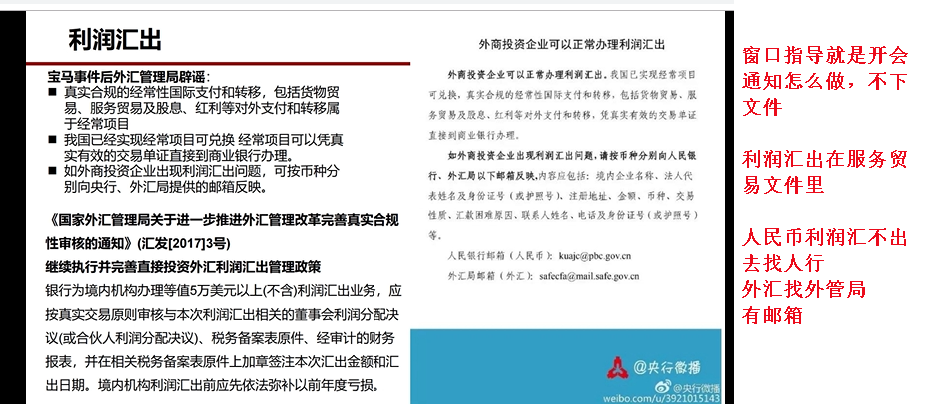 利润汇出
宝马事件后外汇管理局辟谣：
■ 真实合规的经常性国际支付和转移，包括货物贸
易、服务贸易及股息、红利等对外支付和转移属
于经常项目
■ 我国已经实现经常项目可兑换 经常项目可以凭真
实有效的交易单证直接到商业银行办理。
■ 如外商投资企业出现利润汇出问题，可按币种分
别向央行、外汇局提供的邮箱反映。
《国家外汇管理局关于进一步推进外汇管理改革完善真实合规
性审核的通知》(汇发[2017]3号)
继续执行并完善直接投资外汇利润汇出管理政策
银行为境内机构办理等值5万美元以上(不含)利润汇出业务，应
按真实交易原则审核与本次利润汇出相关的董事会利润分配决
议(或合伙人利润分配决议)、税务备案表原件、经审计的财务
报表，并在相关税务备案表原件上加章签注本次汇出金额和汇
出日期。境内机构利润汇出前应先依法弥补以前年度亏损。
外商投资企业可以正常办理利润汇出
外商投资企业可以正常办理利润汇出。我国已实现经常项目
可兑换，真实合规的经常性国际支付和转移，包括货物贸易、服
务贸易及股息、红利等对外支付和转移，凭真实有效的交易单证
直接到商业银行办理。
如外商投资企业出现利润汇出问题，请按币种分别向人民银
行、外汇局以下邮箱反映。内容应包括：境内企业名称、法人代
表姓名及身份证号（或护照号）、注册地址、金额、币种、交易
性质、汇款困难原因、联系人姓名、电话及身份证号（或护照号）
等。
人民银行邮箱（人民币）：kuajc@pbc.gov.cn
外汇局邮箱（外汇）：safecfa@mail.safe.gov.cn
@央行微播
@央行微播
weibo.com/u/3921015143
窗口指导就是开会
通知怎么做，不下
文件
利润汇出在服务贸
易文件里
人民币利润汇不出
去找人行
外汇找外管局
有邮箱